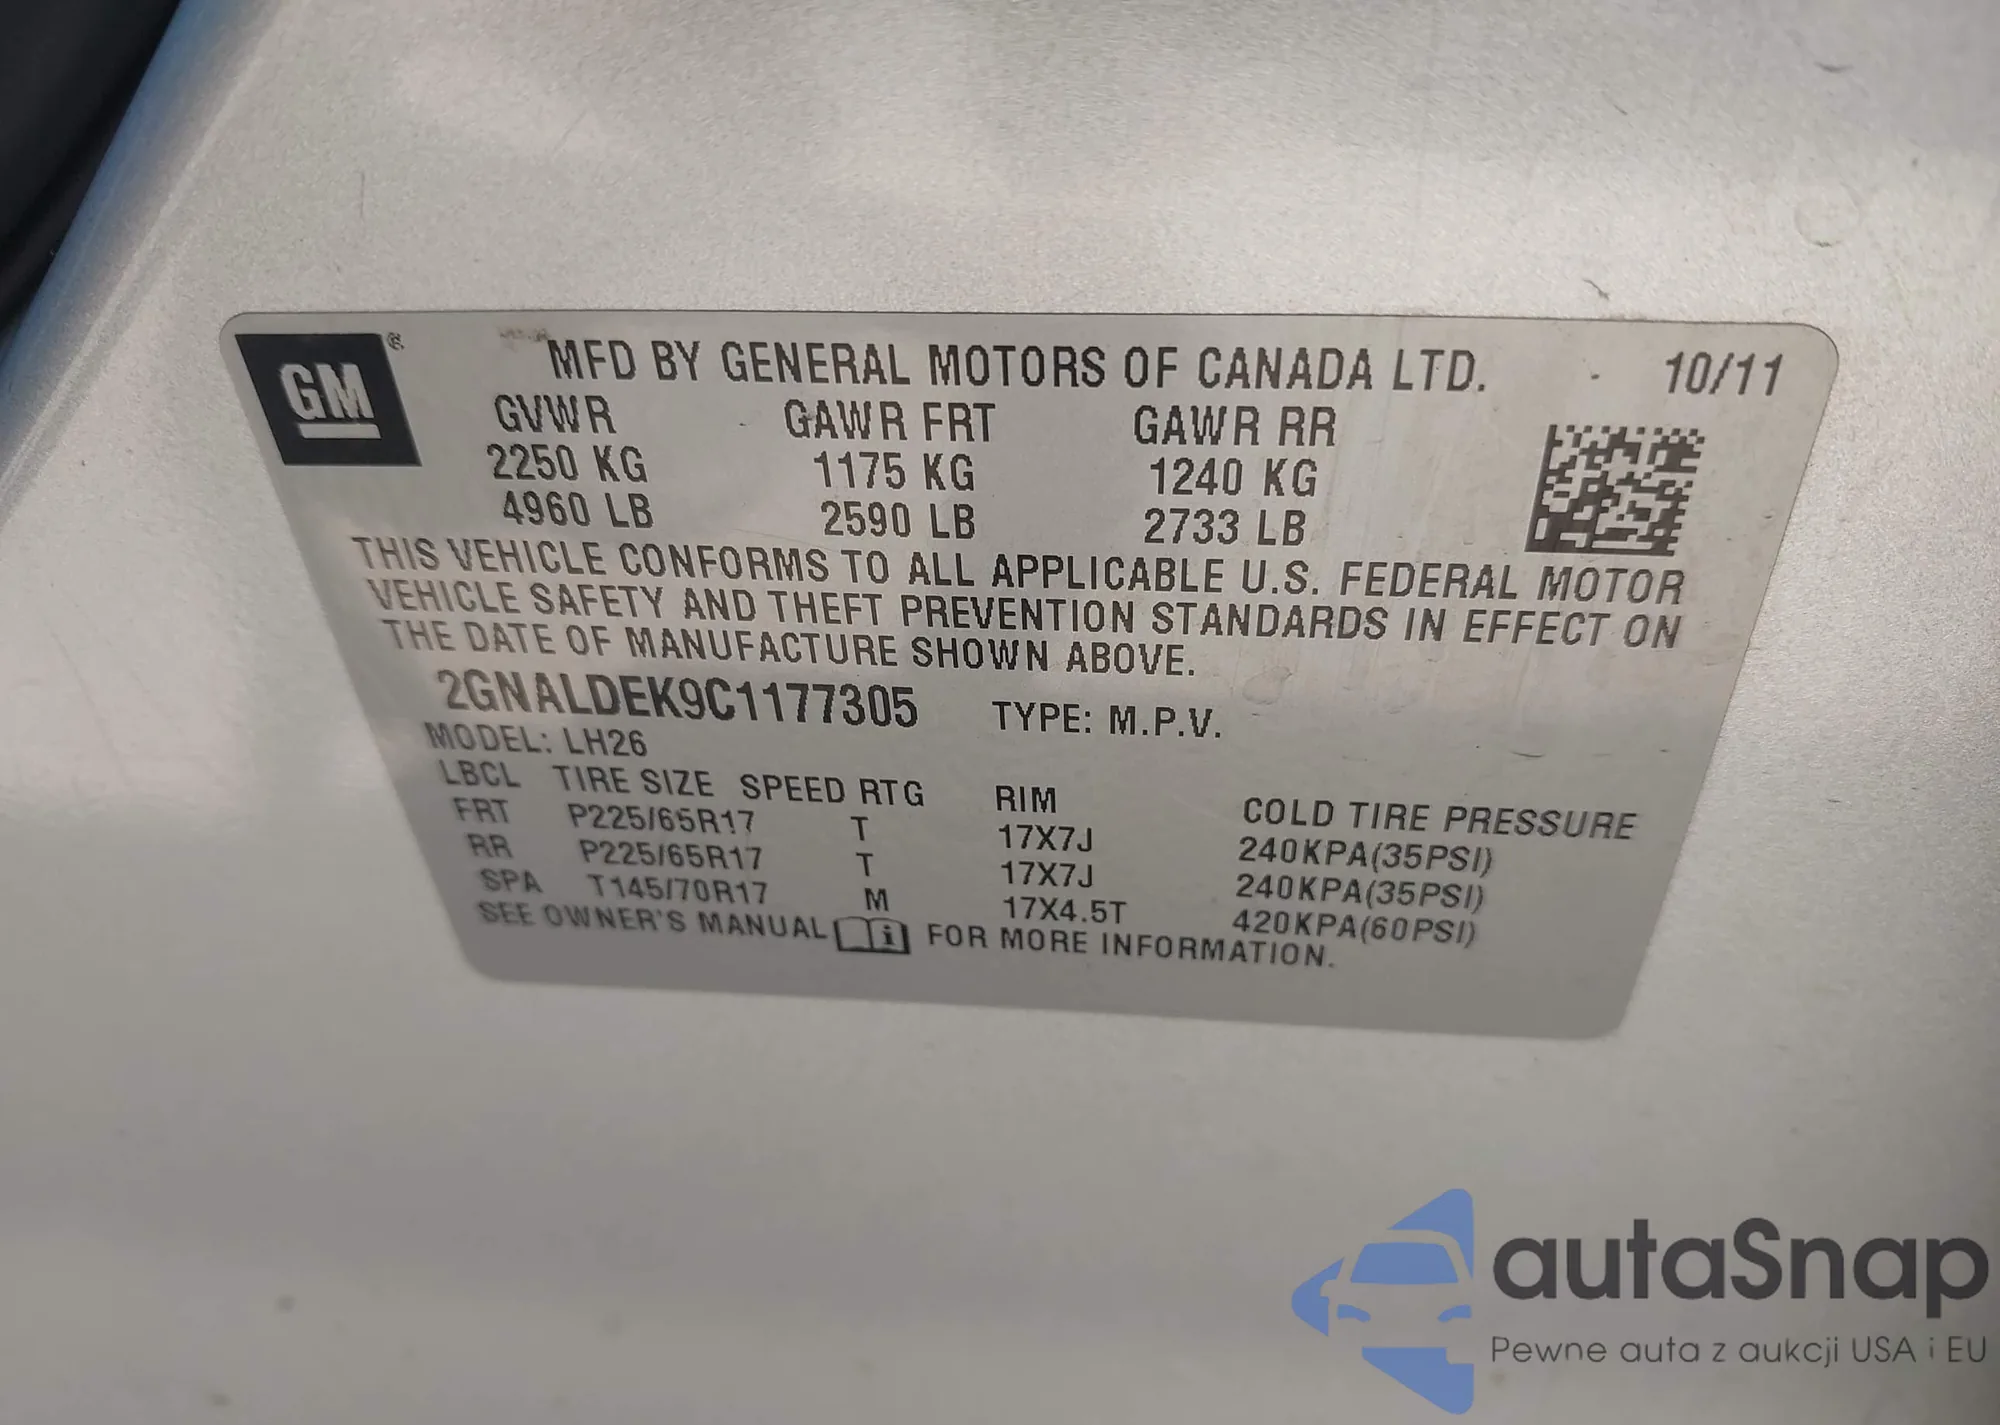 GM®
MFD BY GENERAL MOTORS OF CANADA LTD. 10/11
GVWR GAWR FRT GAWR RR
2250 KG 1175 KG 1240 KG
4960 LB 2590 LB 2733 LB
THIS VEHICLE CONFORMS TO ALL APPLICABLE U.S. FEDERAL MOTOR
VEHICLE SAFETY AND THEFT PREVENTION STANDARDS IN EFFECT ON
THE DATE OF MANUFACTURE SHOWN ABOVE.
2GNALDEK9C1177305 TYPE: M.P.V.
MODEL: LH26
LBCL TIRE SIZE SPEED RTG RIM COLD TIRE PRESSURE
FRT P225/65R17 T 17X7J 240KPA(35PSI)
RR P225/65R17 T 17X7J 240KPA(35PSI)
SPA T145/70R17 M 17X4.5T 420KPA(60PSI)
SEE OWNER'S MANUAL i FOR MORE INFORMATION.
autaSnap
Pewne auta z aukcji USA i EU